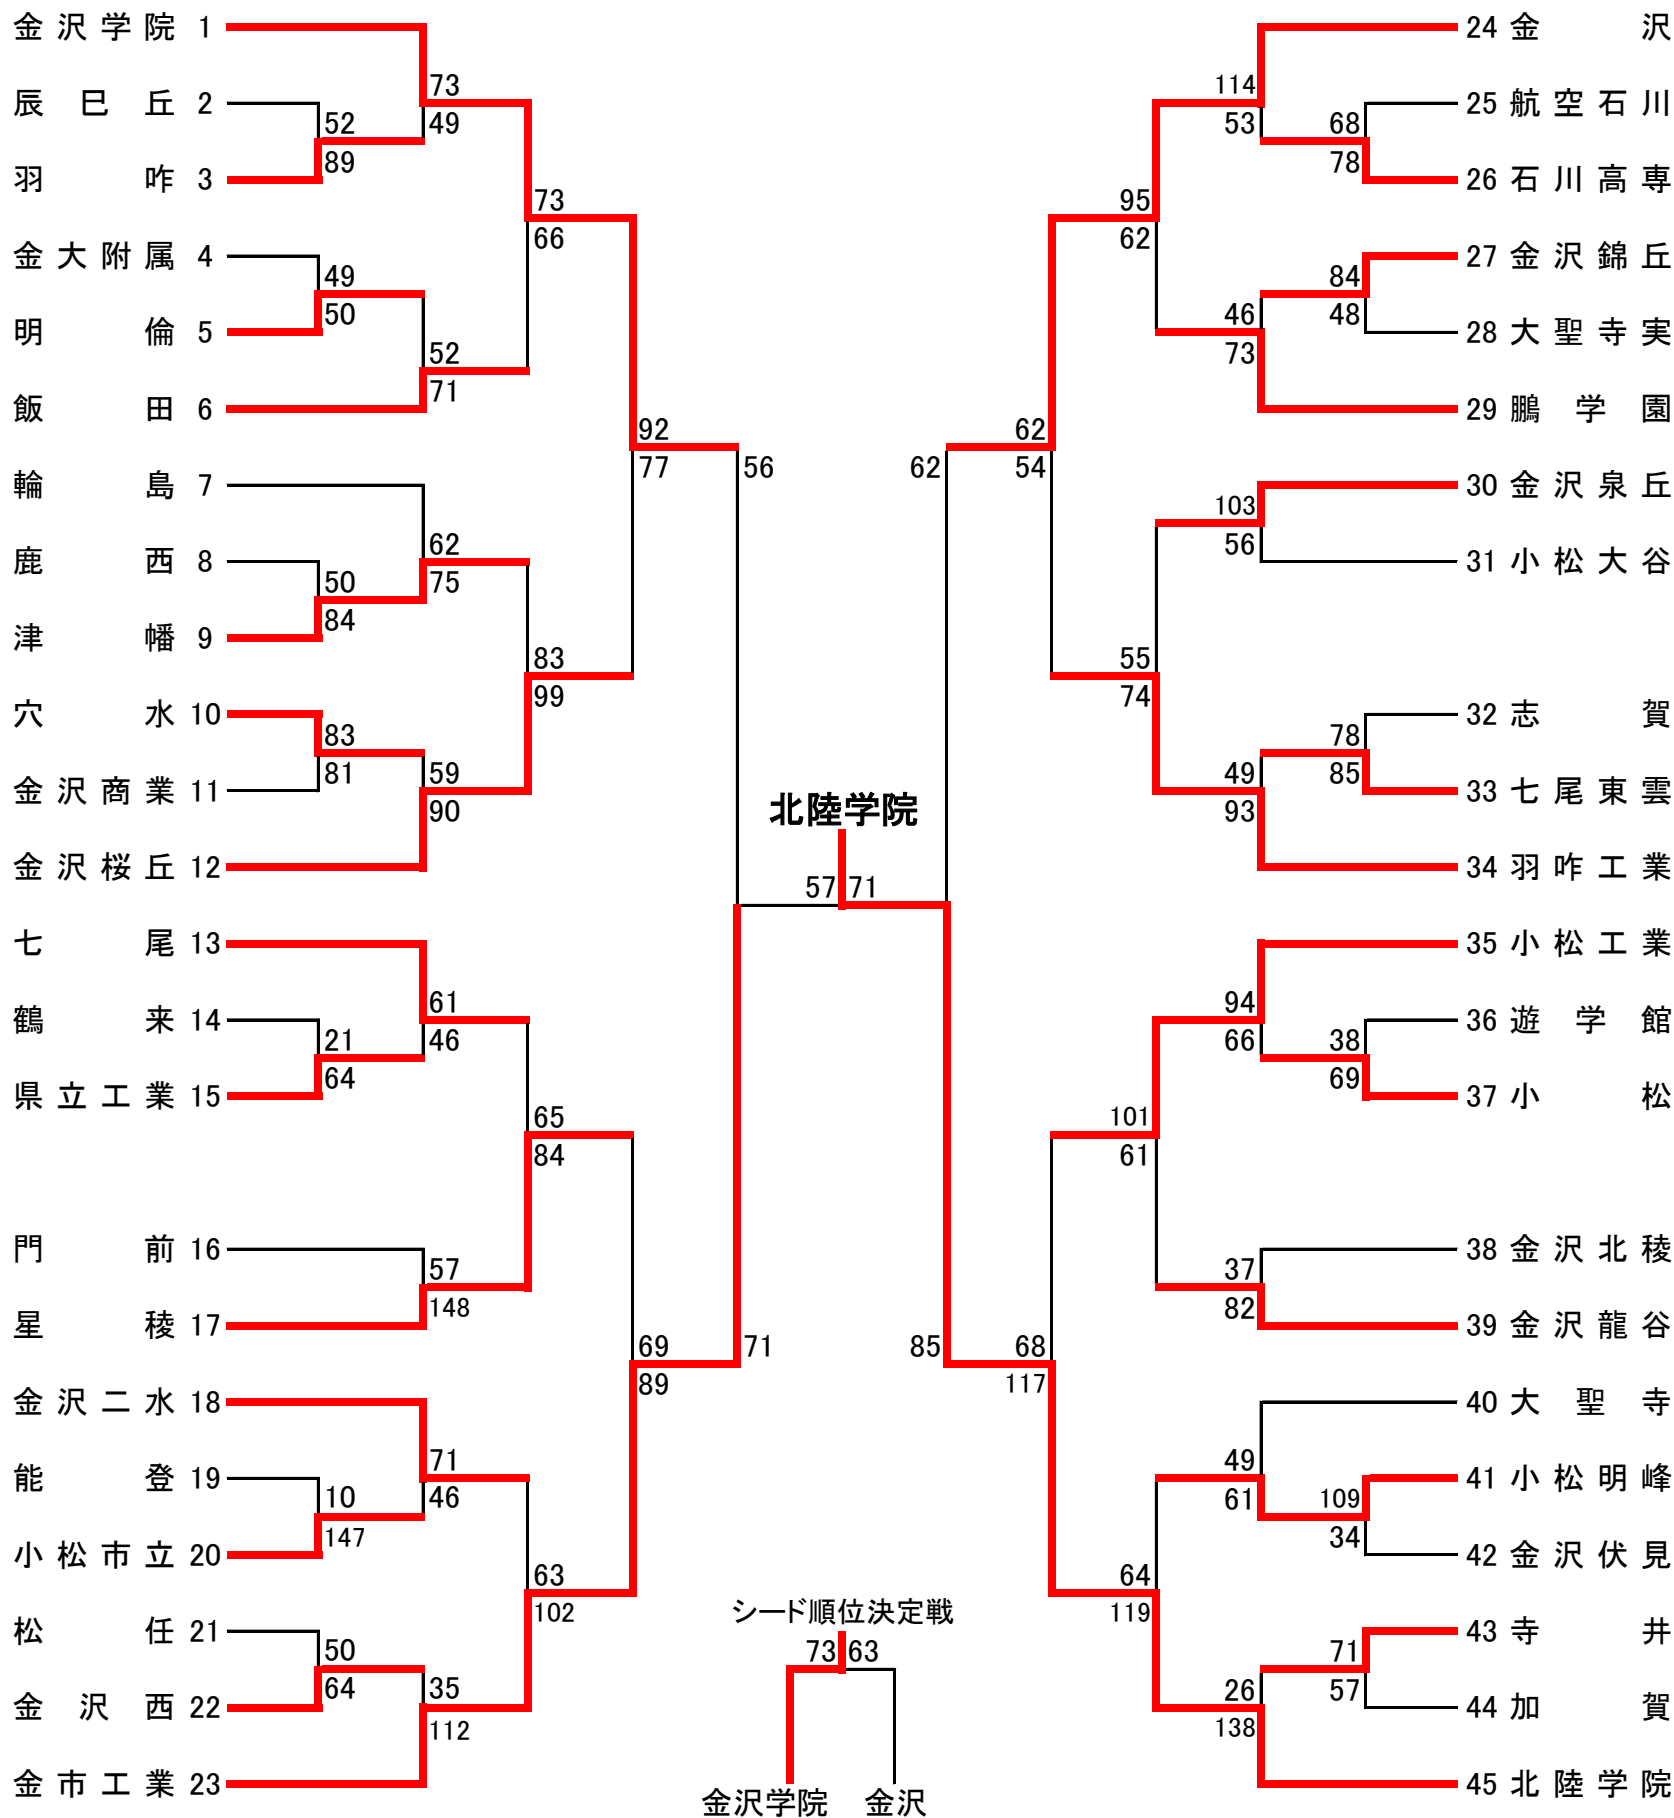 金沢学院 1
辰巳丘 2
羽咋 3
金大附属 4
明倫 5
飯田 6
輪島 7
鹿西 8
津幡 9
穴水 10
金沢商業 11
金沢桜丘 12
七尾 13
鶴来 14
県立工業 15
門前 16
星稜 17
金沢二水 18
能登 19
小松市立 20
松任 21
金沢西 22
金市工業 23
52
89
49
50
50
84
83
81
21
64
10
147
50
64
73
49
52
71
62
75
59
90
61
46
57
148
71
46
35
112
73
66
83
99
65
84
63
102
92
77
69
89
56
71
北陸学院
57 71
シード順位決定戦
73 63
金沢学院 金沢
62
85
62
54
68
117
95
62
55
74
101
61
64
119
114
53
46
73
103
56
49
93
94
66
37
82
49
61
26
138
68
78
84
48
78
85
38
69
109
34
71
57
24 金沢
25 航空石川
26 石川高専
27 金沢錦丘
28 大聖寺実
29 鵬学園
30 金沢泉丘
31 小松大谷
32 志賀
33 七尾東雲
34 羽咋工業
35 小松工業
36 遊学館
37 小松
38 金沢北稜
39 金沢龍谷
40 大聖寺
41 小松明峰
42 金沢伏見
43 寺井
44 加賀
45 北陸学院